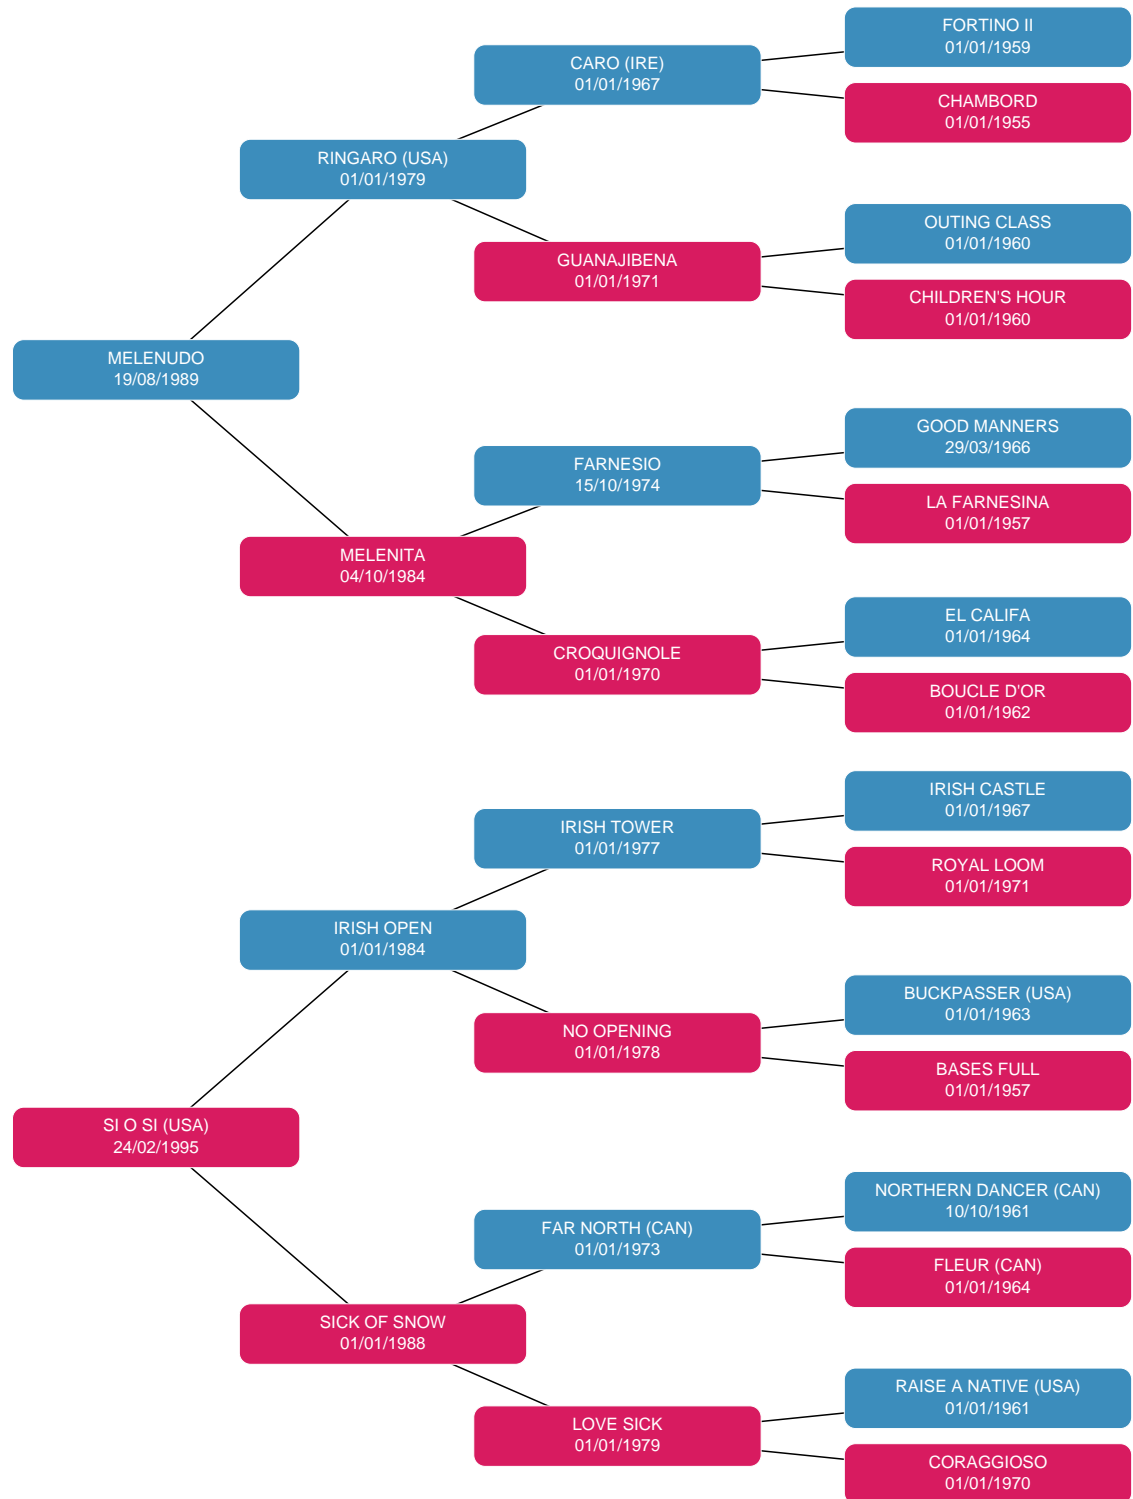 FORTINO II
01/01/1959
CARO (IRE)
01/01/1967
CHAMBORD
01/01/1955
RINGARO (USA)
01/01/1979
OUTING CLASS
01/01/1960
GUANAJIBENA
01/01/1971
CHILDREN'S HOUR
01/01/1960
MELENUDO
19/08/1989
GOOD MANNERS
29/03/1966
FARNESIO
15/10/1974
LA FARNESINA
01/01/1957
MELENITA
04/10/1984
EL CALIFA
01/01/1964
CROQUIGNOLE
01/01/1970
BOUCLE D'OR
01/01/1962
IRISH CASTLE
01/01/1967
IRISH TOWER
01/01/1977
ROYAL LOOM
01/01/1971
IRISH OPEN
01/01/1984
BUCKPASSER (USA)
01/01/1963
NO OPENING
01/01/1978
BASES FULL
01/01/1957
SI O SI (USA)
24/02/1995
NORTHERN DANCER (CAN)
10/10/1961
FAR NORTH (CAN)
01/01/1973
FLEUR (CAN)
01/01/1964
SICK OF SNOW
01/01/1988
RAISE A NATIVE (USA)
01/01/1961
LOVE SICK
01/01/1979
CORAGGIOSO
01/01/1970